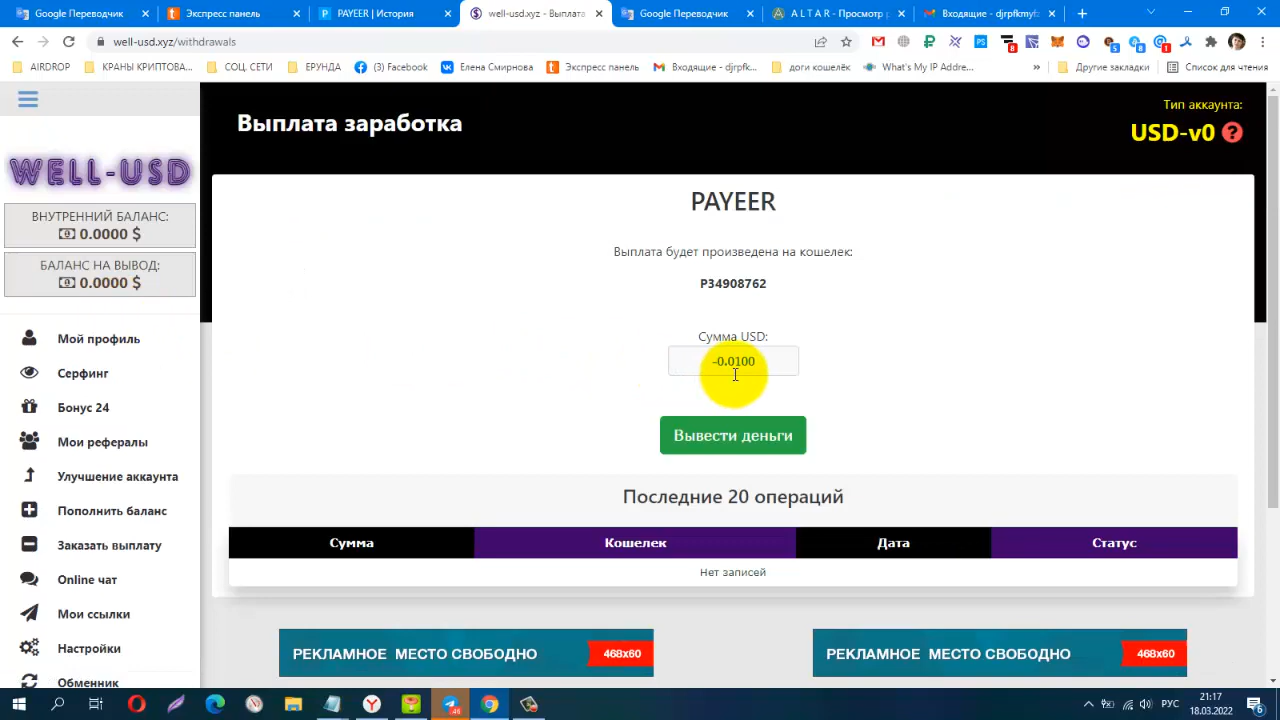 Google Переводчик
Экспресс панель
PAYEER | История
well-usd.xyz - Выплата
Google Переводчик
A L T A R - Просмотр
Входящие - djrpfkmyf
well-usd.xyz/withdrawals
8
5
8
1
AIRDROP
КРАНЫ КРИПТОВА...
СОЦ. СЕТИ
ЕРУНДА
(3) Facebook
Елена Смирнова
Экспресс панель
Входящие - djrpfk...
доги кошелёк
What's My IP Addre...
»
Другие закладки
Список для чтения
WELL-USD
ВНУТРЕННИЙ БАЛАНС:
0.0000 $
БАЛАНС НА ВЫВОД:
0.0000 $
Мой профиль
Серфинг
Бонус 24
Мои рефералы
Улучшение аккаунта
Пополнить баланс
Заказать выплату
Online чат
Мои ссылки
Настройки
Обменник
Выплата заработка
Тип аккаунта:
USD-v0 ?
PAYEER
Выплата будет произведена на кошелек:
P34908762
Сумма USD:
-0.0100
Вывести деньги
Последние 20 операций
Сумма Кошелек Дата Статус
Нет записей
РЕКЛАМНОЕ МЕСТО СВОБОДНО 468x60
РЕКЛАМНОЕ МЕСТО СВОБОДНО 468x60
РУС
21:17
18.03.2022